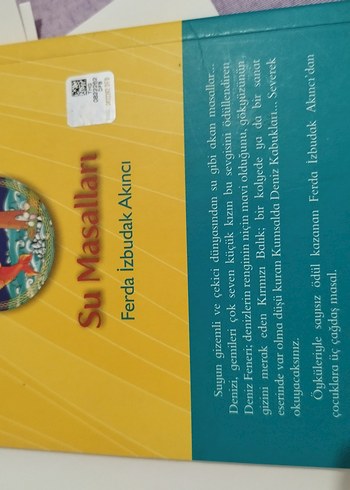 Su Masalları
Ferda İzbudak Akıncı
Suyun gizemli ve çekici dünyasından su gibi akan masallar...
Denizi, gemileri çok seven küçük kızın bu sevgisini ödüllendiren
Deniz Feneri; denizlerin renginin niçin mavi olduğunu, gökyüzünün
gizini merak eden Kırmızı Balık; bir kolyede ya da bir sanat
eserinde var olma düşü kuran Kumsalda Deniz Kabukları... Severek
okuyacaksınız.
Öyküleriyle sayısız ödül kazanan Ferda İzbudak Akıncı'dan
çocuklara üç çağdaş masal.